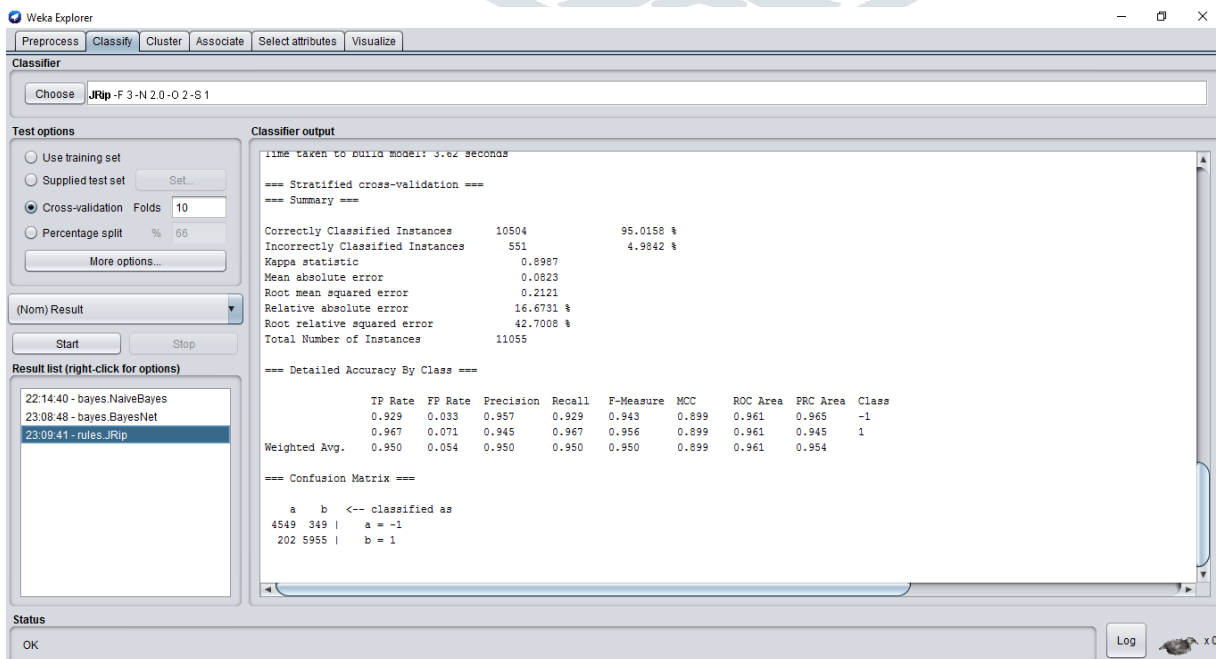 Weka Explorer
Preprocess Classify Cluster Associate Select attributes Visualize
Classifier
Choose JRip -F 3 -N 2.0 -O 2 -S 1
Test options
Use training set
Supplied test set Set...
Cross-validation Folds 10
Percentage split % 66
More options...
(Nom) Result
Start Stop
Result list (right-click for options)
22:14:40 - bayes.NaiveBayes
23:08:48 - bayes.BayesNet
23:09:41 - rules.JRip
Classifier output
Time taken to build model: 3.62 seconds
=== Stratified cross-validation ===
=== Summary ===
Correctly Classified Instances 10504 95.0158 %
Incorrectly Classified Instances 551 4.9842 %
Kappa statistic 0.8987
Mean absolute error 0.0823
Root mean squared error 0.2121
Relative absolute error 16.6731 %
Root relative squared error 42.7008 %
Total Number of Instances 11055
=== Detailed Accuracy By Class ===
TP Rate FP Rate Precision Recall F-Measure MCC ROC Area PRC Area Class
0.929 0.033 0.957 0.929 0.943 0.899 0.961 0.965 -1
0.967 0.071 0.945 0.967 0.956 0.899 0.961 0.945 1
Weighted Avg. 0.950 0.054 0.950 0.950 0.950 0.899 0.961 0.954
=== Confusion Matrix ===
a b <-- classified as
4549 349 | a = -1
202 5955 | b = 1
Status
OK
Log x 0